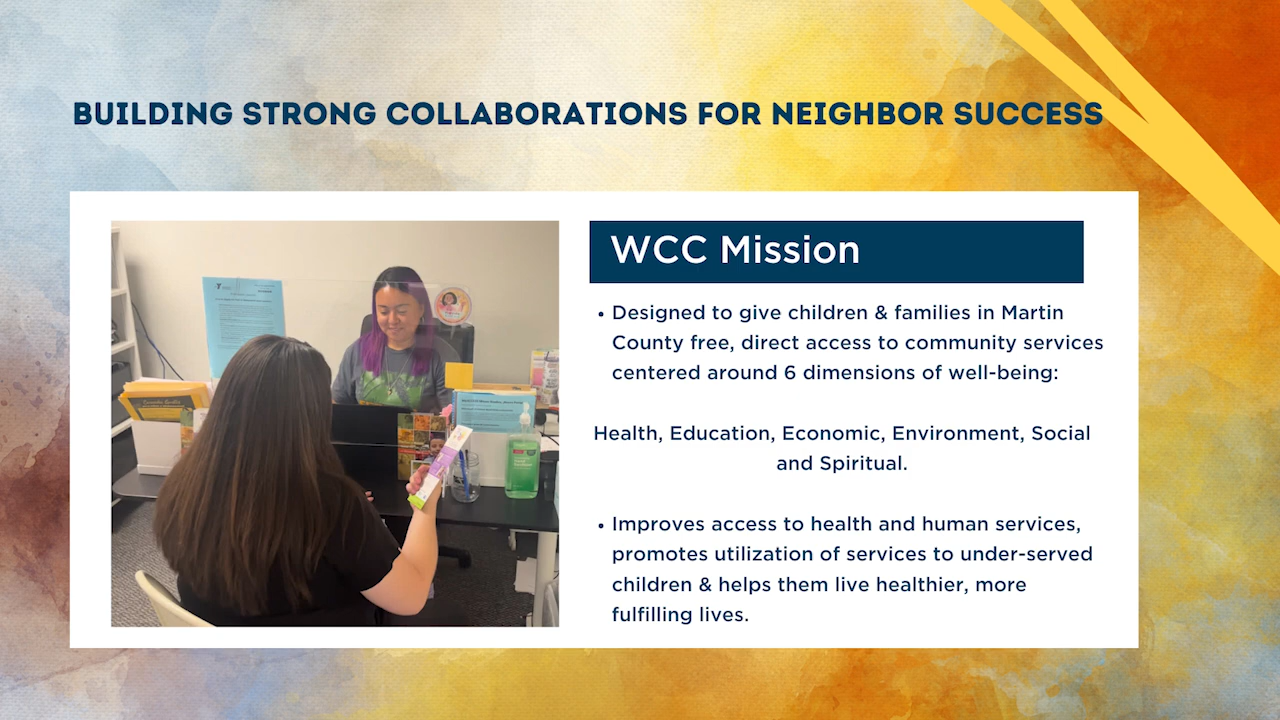 BUILDING STRONG COLLABORATIONS FOR NEIGHBOR SUCCESS
WCC Mission
• Designed to give children & families in Martin
County free, direct access to community services
centered around 6 dimensions of well-being:
Health, Education, Economic, Environment, Social
and Spiritual.
• Improves access to health and human services,
promotes utilization of services to under-served
children & helps them live healthier, more
fulfilling lives.